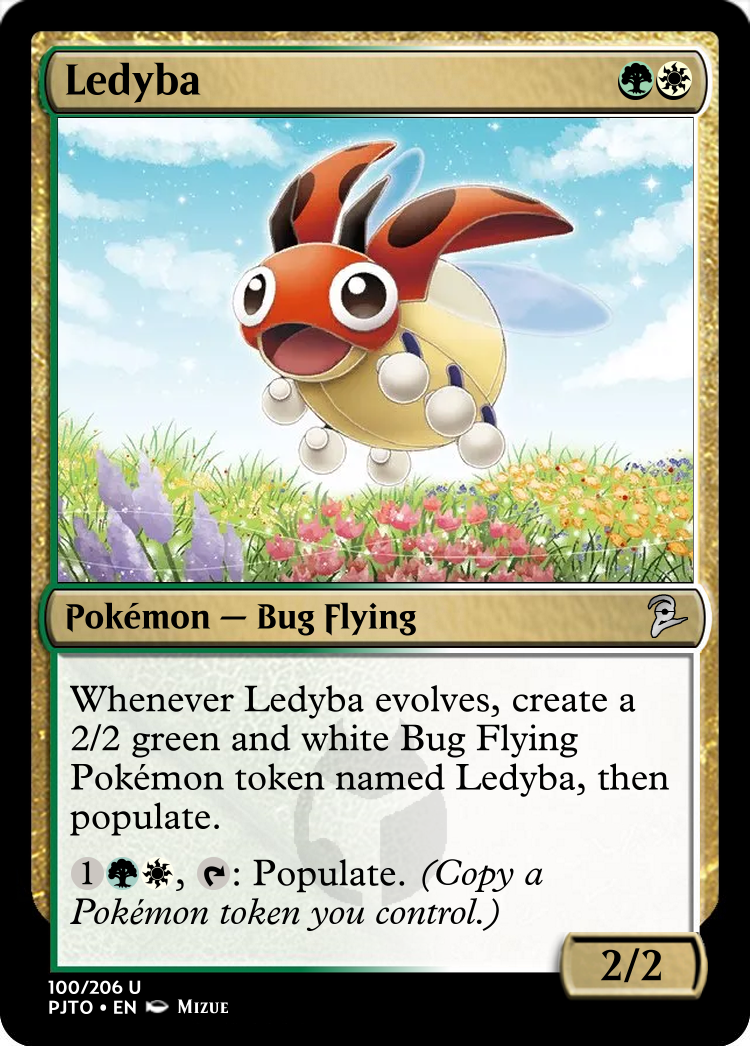 Ledyba
Pokémon — Bug Flying
Whenever Ledyba evolves, create a
2/2 green and white Bug Flying
Pokémon token named Ledyba, then
populate.
1, : Populate. (Copy a
Pokémon token you control.)
2/2
100/206 U
PJTO • EN Mizue